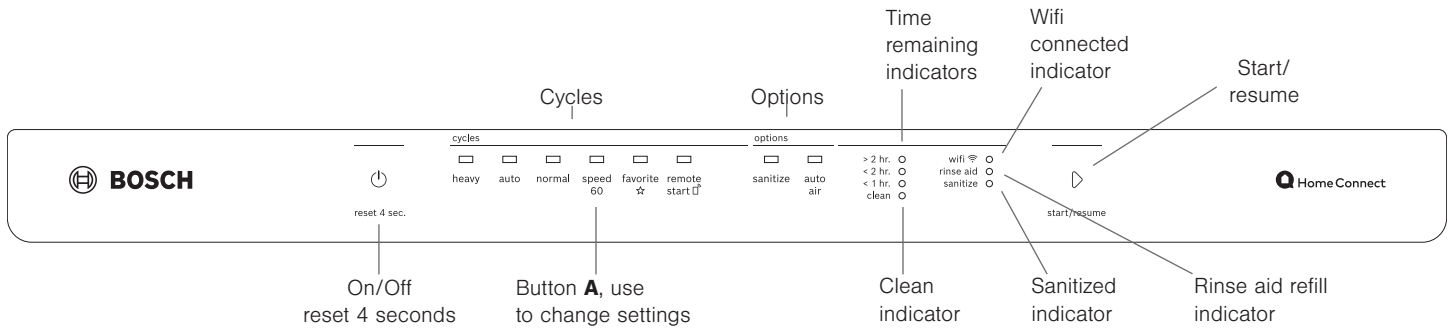 Time
remaining
indicators
Wifi
connected
indicator
Start/
resume
Cycles
Options
cycles
options
BOSCH
reset 4 sec.
heavy
auto
normal
speed
60
favorite
☆
remote
start
sanitize
auto
air
> 2 hr.
< 2 hr.
< 1 hr.
clean
wifi
rinse aid
sanitize
start/resume
Home Connect
On/Off
reset 4 seconds
Button A, use
to change settings
Clean
indicator
Sanitized
indicator
Rinse aid refill
indicator